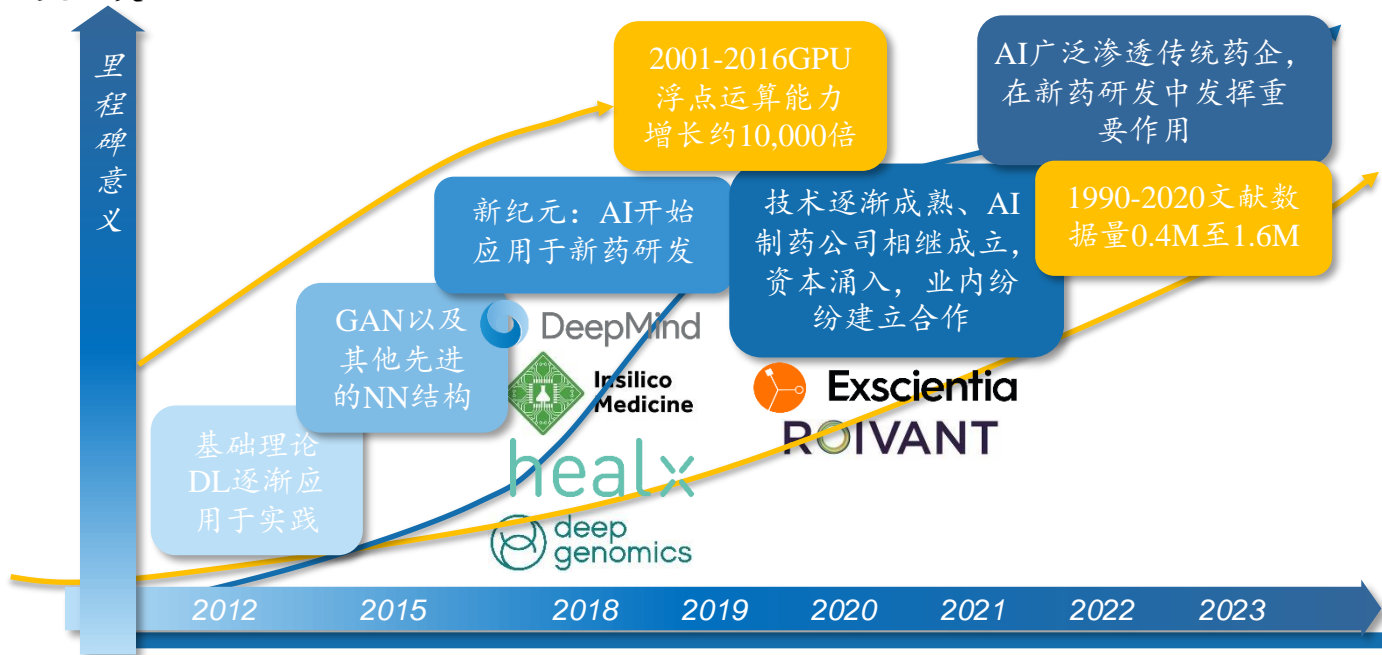 里
程
碑
意
义
2001-2016GPU
浮点运算能力
增长约10,000倍
AI广泛渗透传统药企，
在新药研发中发挥重
要作用
新纪元：AI开始
应用于新药研发
技术逐渐成熟、AI
制药公司相继成立，
资本涌入，业内纷
纷建立合作
1990-2020文献数
据量0.4M至1.6M
GAN以及
其他先进
的NN结构
DeepMind
Insilico
Medicine
Exscientia
ROIVANT
基础理论
DL逐渐应
用于实践
healx
deep
genomics
2012
2015
2018
2019
2020
2021
2022
2023